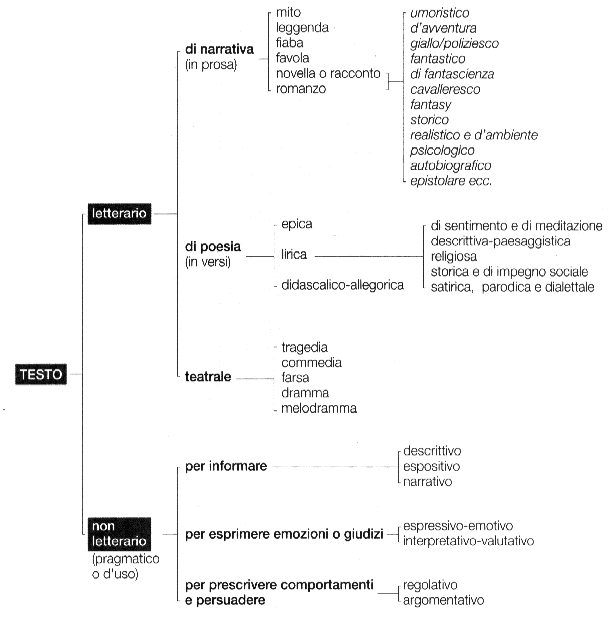 TESTO
letterario
di narrativa
(in prosa)
mito
leggenda
fiaba
favola
novella o racconto
romanzo
umoristico
d'avventura
giallo/poliziesco
fantastico
di fantascienza
cavalleresco
fantasy
storico
realistico e d'ambiente
psicologico
autobiografico
epistolare ecc.
di poesia
(in versi)
epica
lirica
didascalico-allegorica
di sentimento e di meditazione
descrittiva-paesaggistica
religiosa
storica e di impegno sociale
satirica, parodica e dialettale
teatrale
tragedia
commedia
farsa
dramma
melodramma
non
letterario
(pragmatico
o d'uso)
per informare
descrittivo
espositivo
narrativo
per esprimere emozioni o giudizi
espressivo-emotivo
interpretativo-valutativo
per prescrivere comportamenti
e persuadere
regolativo
argomentativo